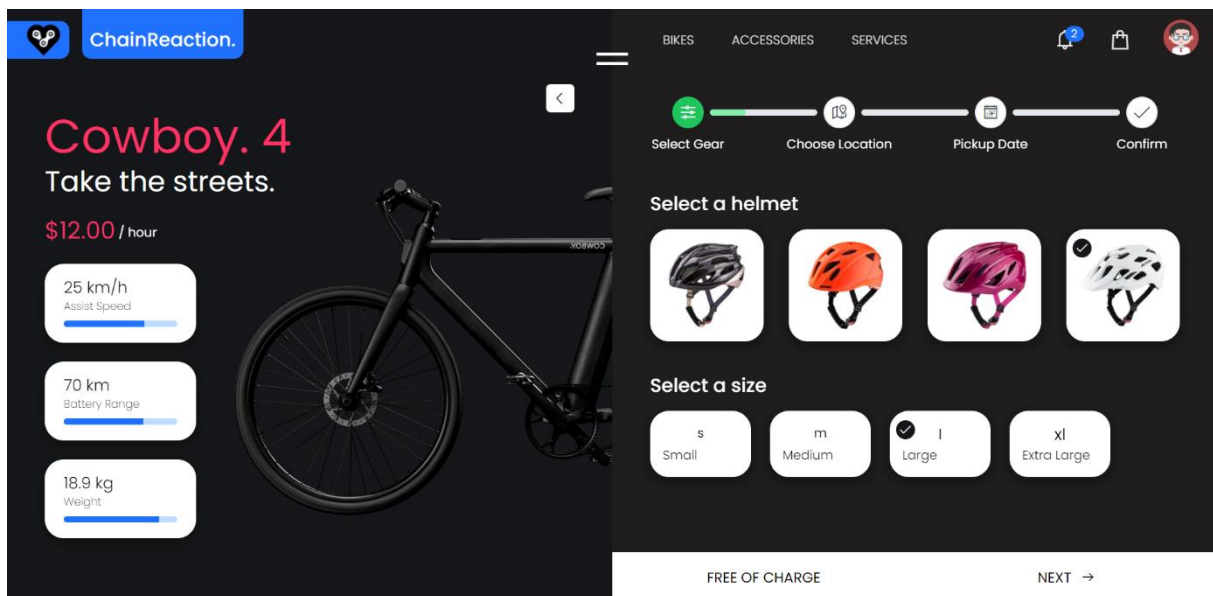 ChainReaction.
Cowboy. 4
Take the streets.
$12.00 / hour
25 km/h
Assist Speed
70 km
Battery Range
18.9 kg
Weight
COWBOY.
BIKES ACCESSORIES SERVICES
2
Select Gear Choose Location Pickup Date Confirm
Select a helmet
Select a size
s
Small
m
Medium
l
Large
xl
Extra Large
FREE OF CHARGE NEXT →